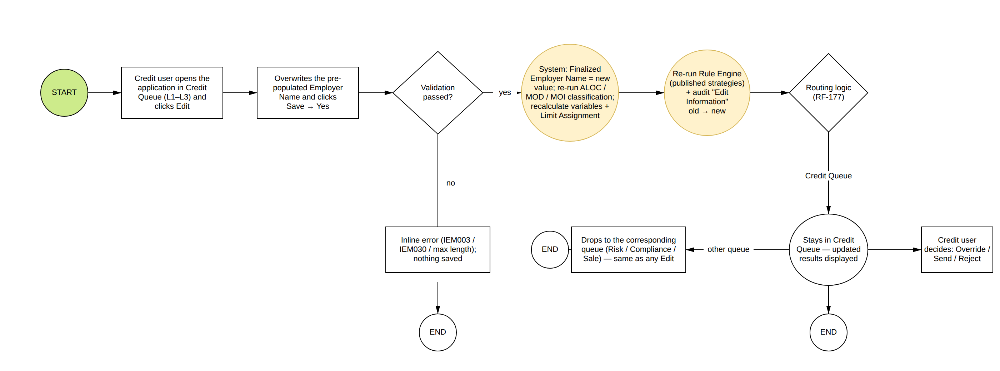 START
Credit user opens the
application in Credit
Queue (L1–L3) and
clicks Edit
Overwrites the pre-
populated Employer
Name and clicks
Save → Yes
Validation
passed?
yes
System: Finalized
Employer Name = new
value; re-run ALOC /
MOD / MOI classification;
recalculate variables +
Limit Assignment
Re-run Rule Engine
(published strategies)
+ audit "Edit
Information"
old → new
Routing logic
(RF-177)
no
Credit Queue
Inline error (IEM003 /
IEM030 / max length);
nothing saved
END
Drops to the corresponding
queue (Risk / Compliance /
Sale) — same as any Edit
other queue
Stays in Credit
Queue — updated
results displayed
Credit user
decides: Override /
Send / Reject
END
END